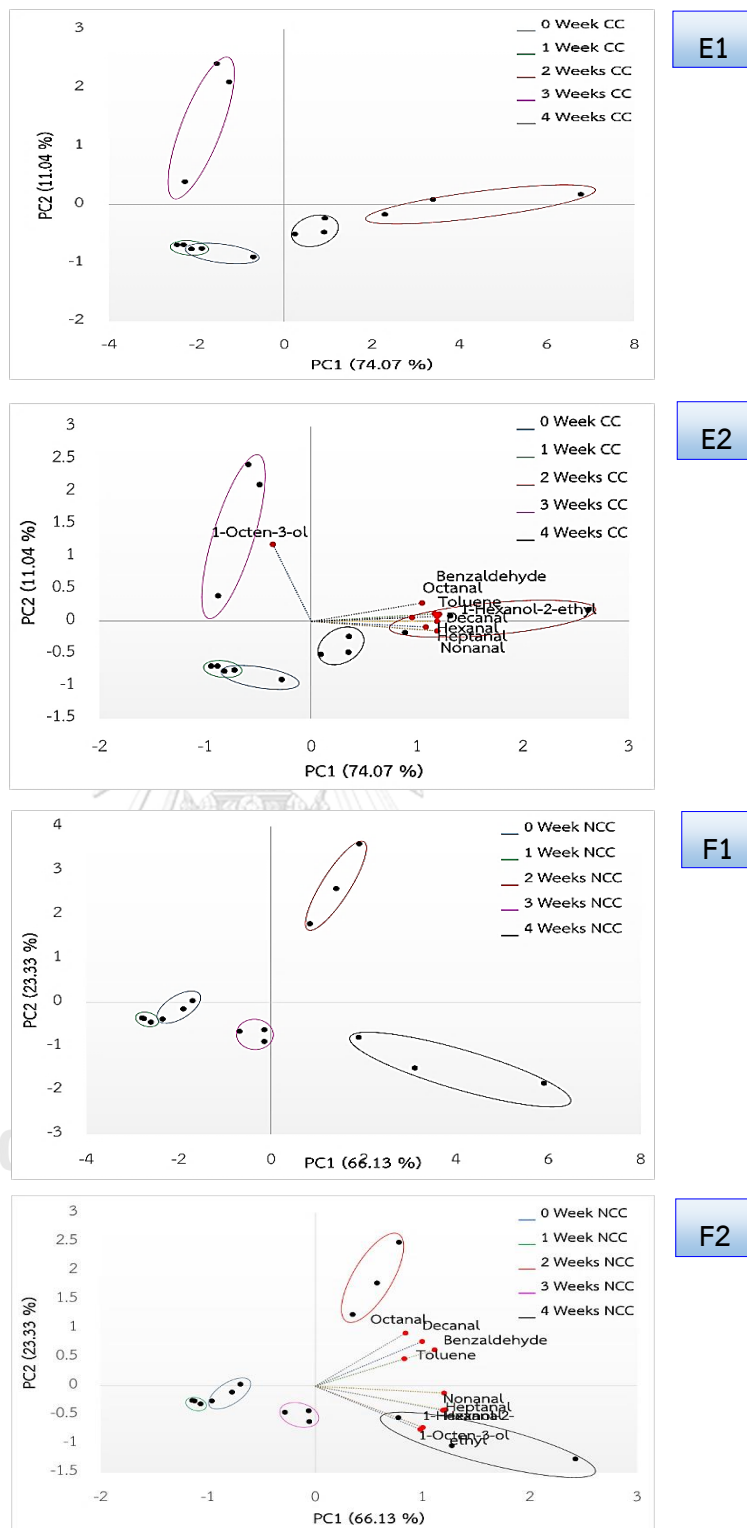 E1
3
2
1
0
-1
-2
-4
-2
0
2
4
6
8
PC2 (11.04 %)
PC1 (74.07 %)
0 Week CC
1 Week CC
2 Weeks CC
3 Weeks CC
4 Weeks CC
E2
3
2.5
2
1.5
1
0.5
0
-0.5
-1
-1.5
-2
-1
0
1
2
3
PC2 (11.04 %)
PC1 (74.07 %)
0 Week CC
1 Week CC
2 Weeks CC
3 Weeks CC
4 Weeks CC
1-Octen-3-ol
Benzaldehyde
Octanal
Toluene
1-Hexanol-2-ethyl
Decanal
Hexanal
Heptanal
Nonanal
F1
4
3
2
1
0
-1
-2
-3
-4
-2
0
2
4
6
8
PC2 (23.33 %)
PC1 (66.13 %)
0 Week NCC
1 Week NCC
2 Weeks NCC
3 Weeks NCC
4 Weeks NCC
F2
3
2.5
2
1.5
1
0.5
0
-0.5
-1
-1.5
-2
-1
0
1
2
3
PC2 (23.33 %)
PC1 (66.13 %)
0 Week NCC
1 Week NCC
2 Weeks NCC
3 Weeks NCC
4 Weeks NCC
Octanal
Decanal
Benzaldehyde
Toluene
Nonanal
Heptanal
1-Hexanol-2-
Hexanal
1-Octen-3-ol
ethyl